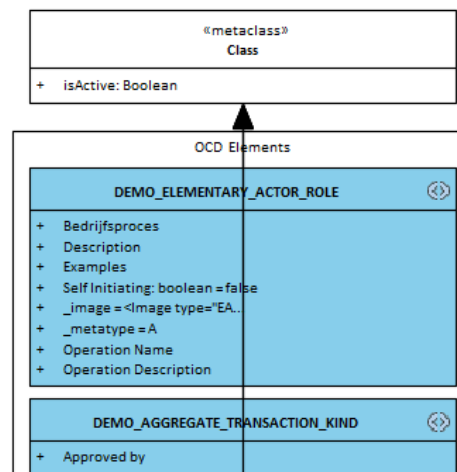 «metaclass»
Class
+ isActive: Boolean
OCD Elements
DEMO_ELEMENTARY_ACTOR_ROLE
+ Bedrijfsproces
+ Description
+ Examples
+ Self Initiating: boolean = false
+ _image = <Image type="EA...
+ _metatype = A
+ Operation Name
+ Operation Description
DEMO_AGGREGATE_TRANSACTION_KIND
+ Approved by